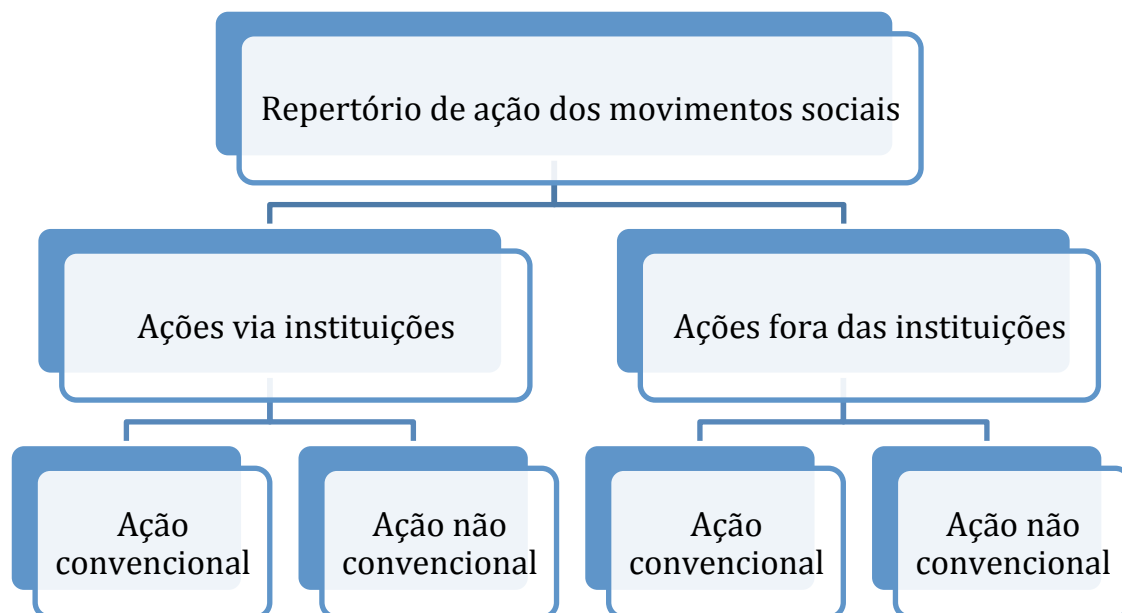 Repertório de ação dos movimentos sociais
Ações via instituições
Ações fora das instituições
Ação
convencional
Ação não
convencional
Ação
convencional
Ação não
convencional